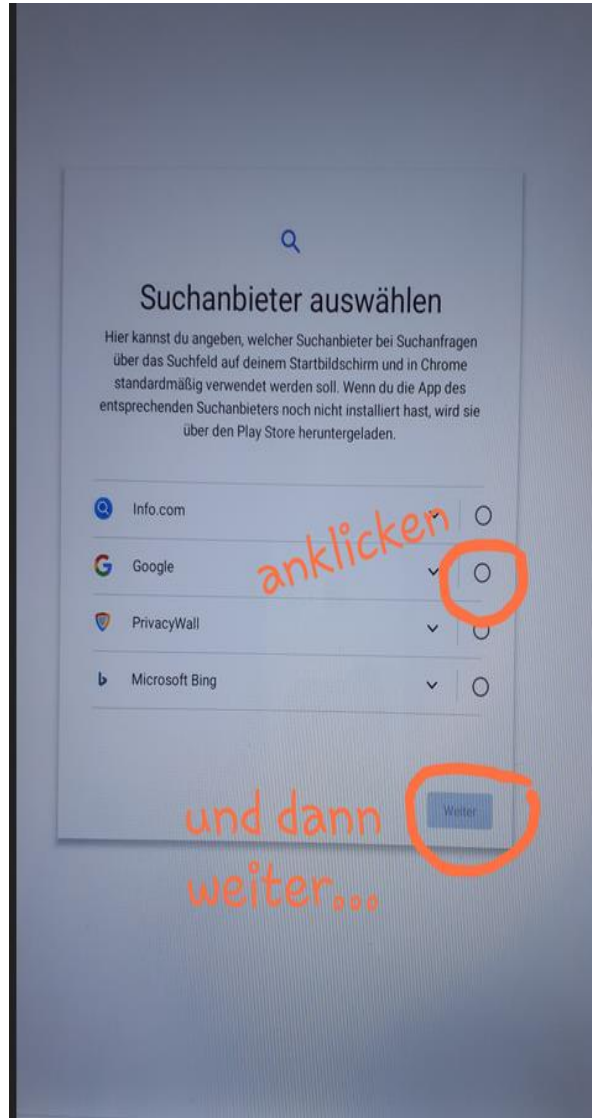 Suchanbieter auswählen
Hier kannst du angeben, welcher Suchanbieter bei Suchanfragen
über das Suchfeld auf deinem Startbildschirm und in Chrome
standardmäßig verwendet werden soll. Wenn du die App des
entsprechenden Suchanbieters noch nicht installiert hast, wird sie
über den Play Store heruntergeladen.
Info.com
anklicken
Google
PrivacyWall
Microsoft Bing
Weiter
und dann
weiter...